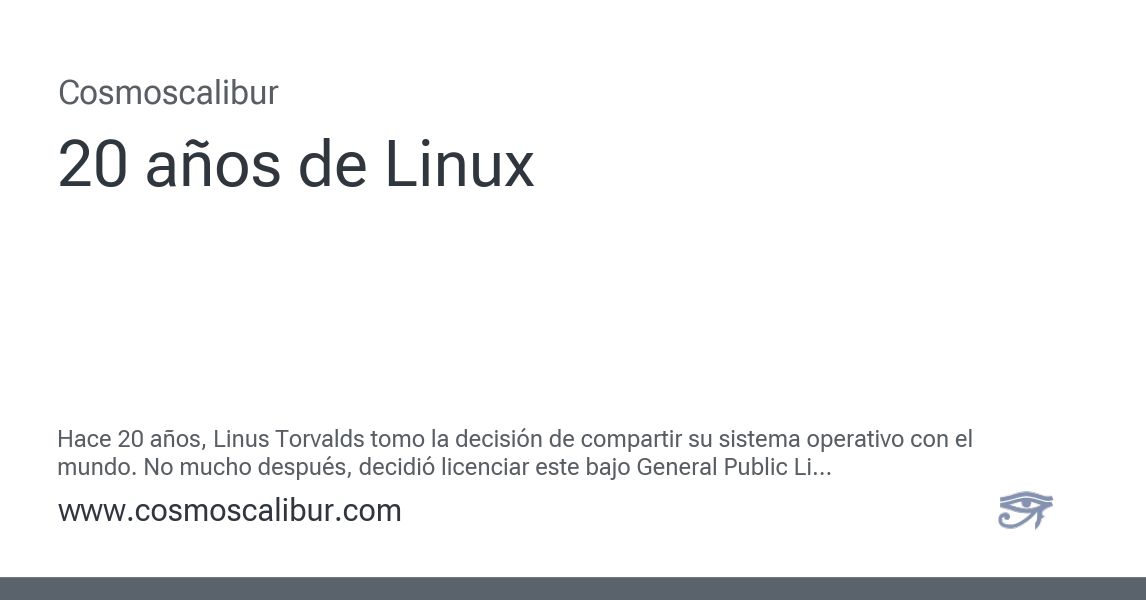 Cosmoscalibur
20 años de Linux
Hace 20 años, Linus Torvalds tomo la decisión de compartir su sistema operativo con el
mundo. No mucho después, decidió licenciar este bajo General Public Li...
www.cosmoscalibur.com